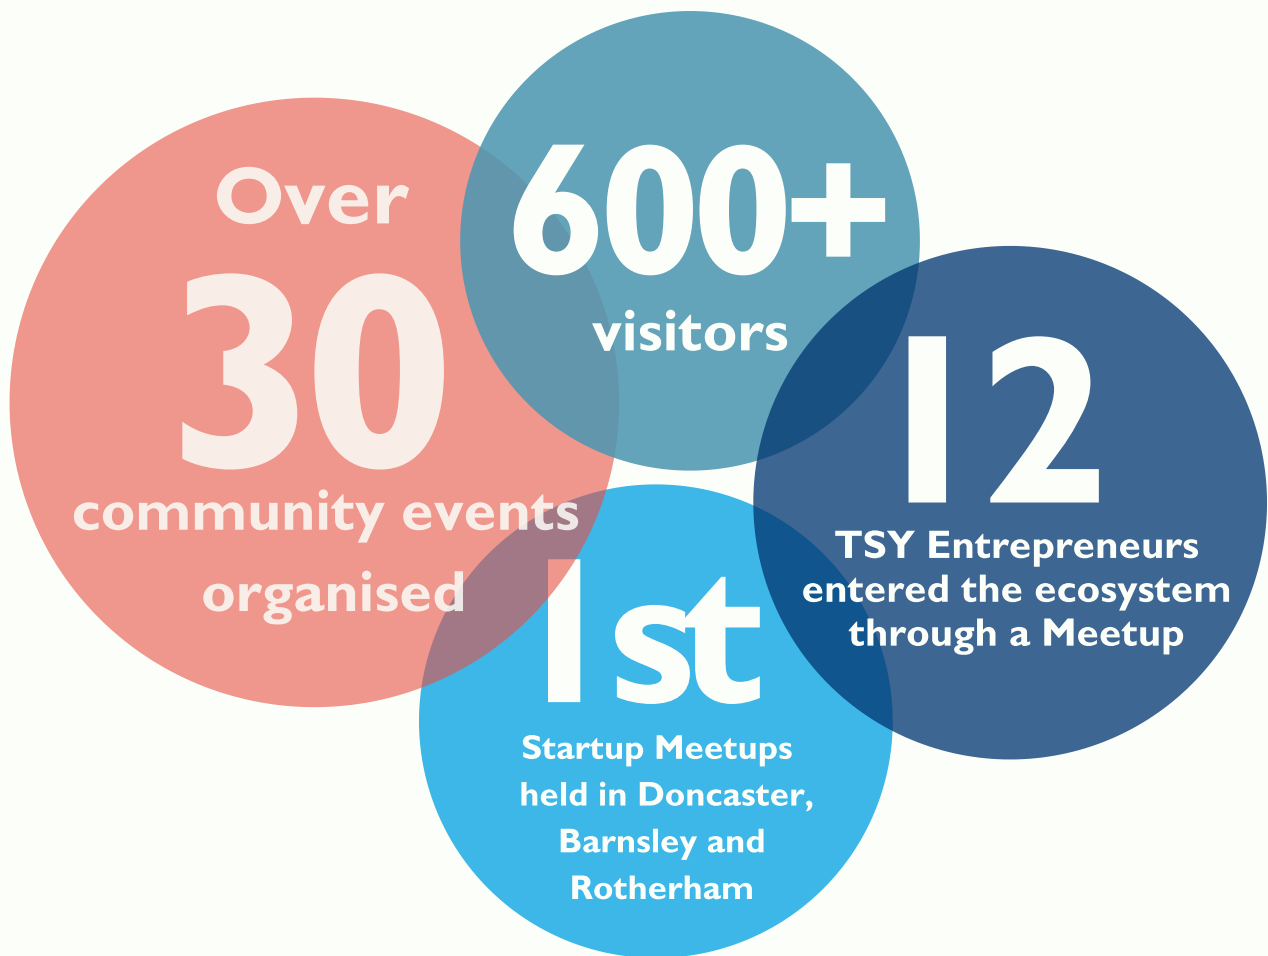 Over
30
community events
organised
600+
visitors
12
TSY Entrepreneurs
entered the ecosystem
through a Meetup
1st
Startup Meetups
held in Doncaster,
Barnsley and
Rotherham